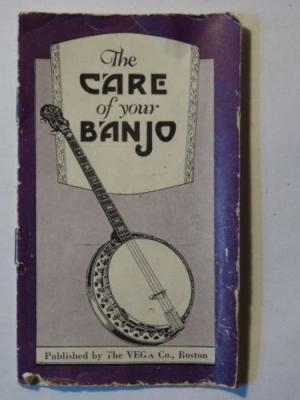 The
CARE
of your
BANJO
Published by The VEGA Co., Boston